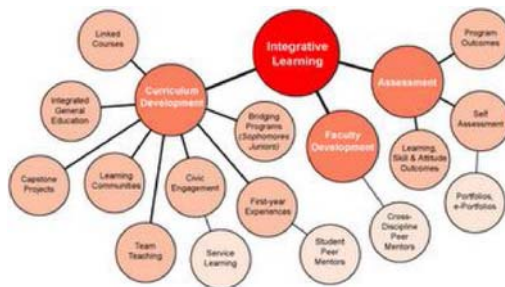 Integrative
Learning
Linked
Courses
Program
Outcomes
Curriculum
Development
Assessment
Integrated
General
Education
Bridging
Programs
(Sophomores
Juniors)
Faculty
Development
Self
Assessment
Learning,
Skill & Attitude
Outcomes
Capstone
Projects
Learning
Communities
Civic
Engagement
First-year
Experiences
Portfolios,
e-Portfolios
Cross-
Discipline
Peer
Mentors
Team
Teaching
Service
Learning
Student
Peer
Mentors